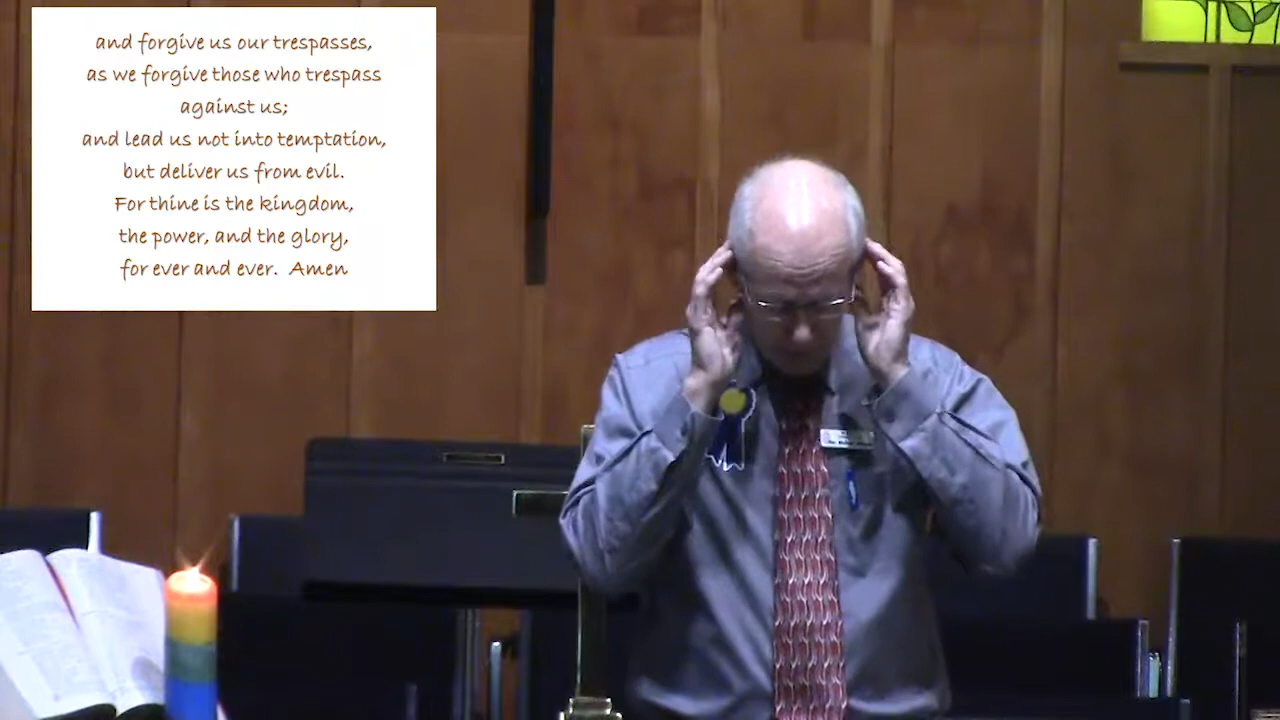 and forgive us our trespasses,
as we forgive those who trespass
against us;
and lead us not into temptation,
but deliver us from evil.
For thine is the kingdom,
the power, and the glory,
for ever and ever.  Amen